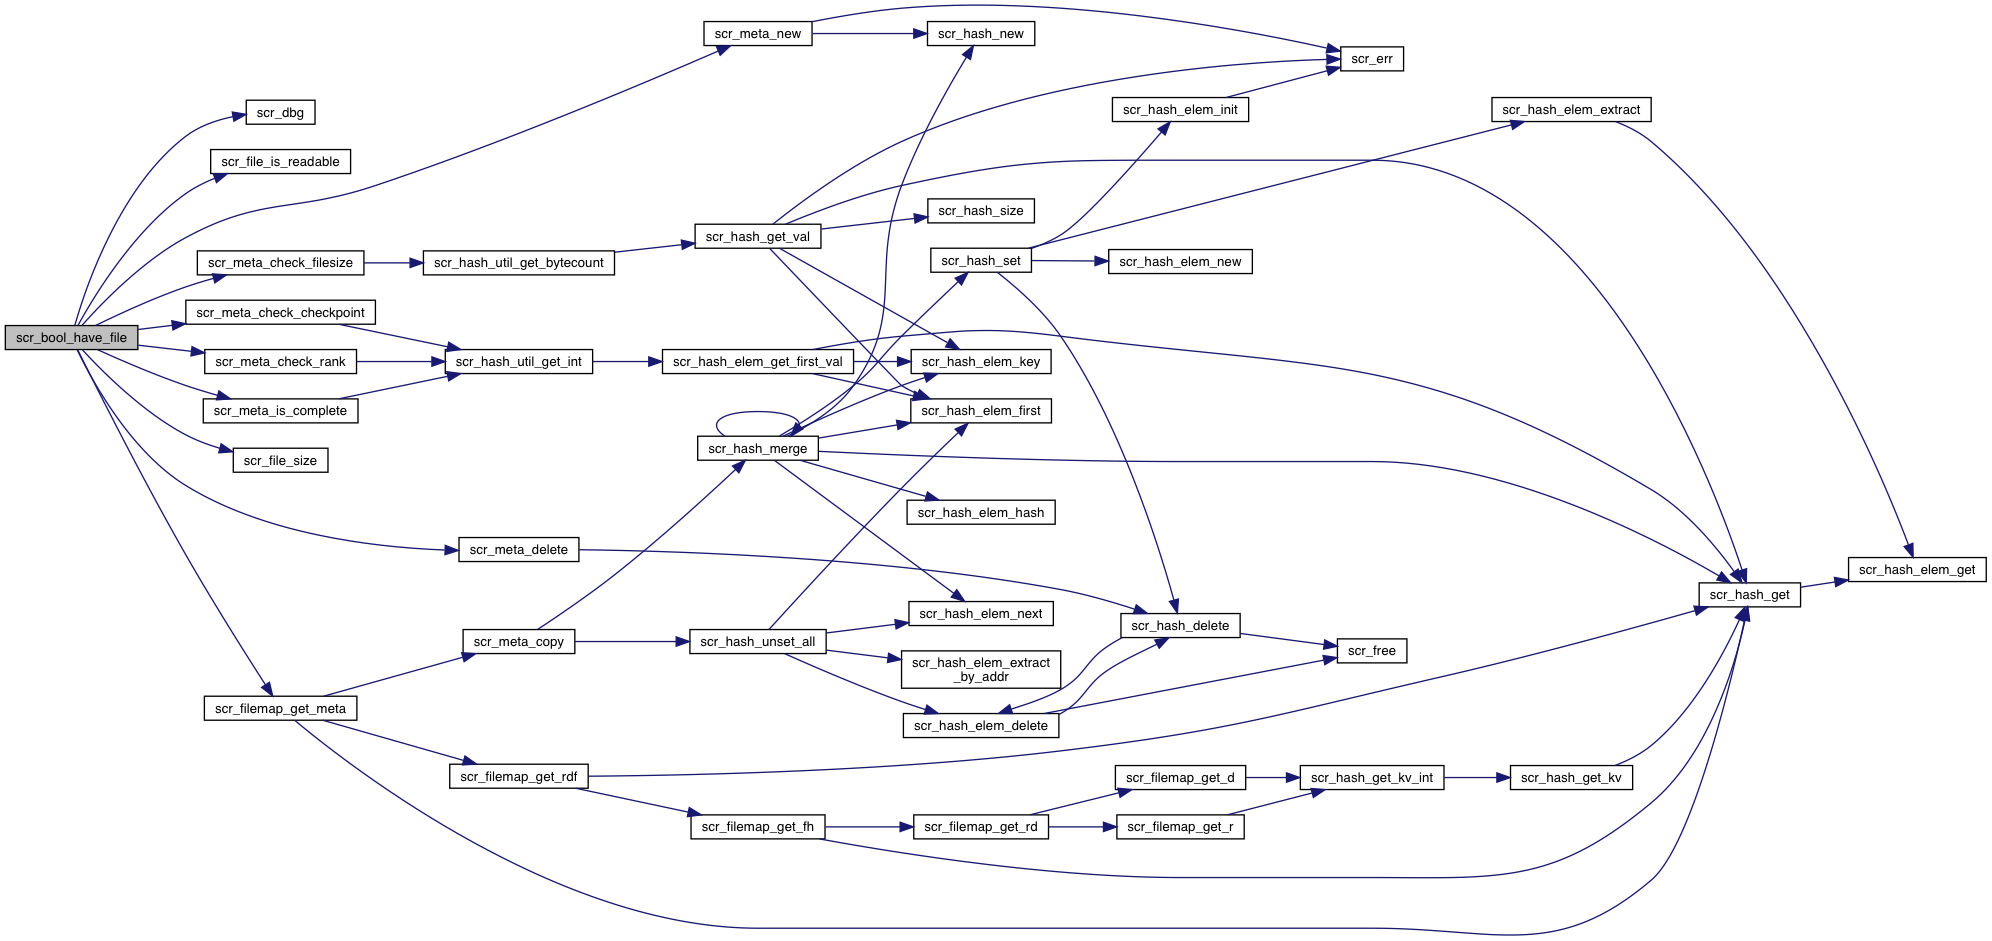 scr_meta_new
scr_hash_new
scr_err
scr_dbg
scr_hash_elem_init
scr_hash_elem_extract
scr_file_is_readable
scr_hash_size
scr_hash_get_val
scr_meta_check_filesize
scr_hash_util_get_bytecount
scr_hash_set
scr_hash_elem_new
scr_meta_check_checkpoint
scr_bool_have_file
scr_meta_check_rank
scr_hash_util_get_int
scr_hash_elem_get_first_val
scr_hash_elem_key
scr_meta_is_complete
scr_hash_elem_first
scr_hash_merge
scr_file_size
scr_hash_elem_hash
scr_meta_delete
scr_hash_elem_get
scr_hash_get
scr_hash_elem_next
scr_hash_delete
scr_meta_copy
scr_hash_unset_all
scr_free
scr_hash_elem_extract
_by_addr
scr_filemap_get_meta
scr_hash_elem_delete
scr_filemap_get_rdf
scr_filemap_get_d
scr_hash_get_kv_int
scr_hash_get_kv
scr_filemap_get_fh
scr_filemap_get_rd
scr_filemap_get_r